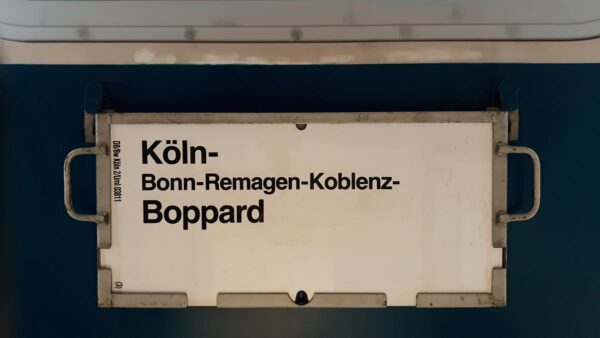 Köln-
Bonn-Remagen-Koblenz-
Boppard